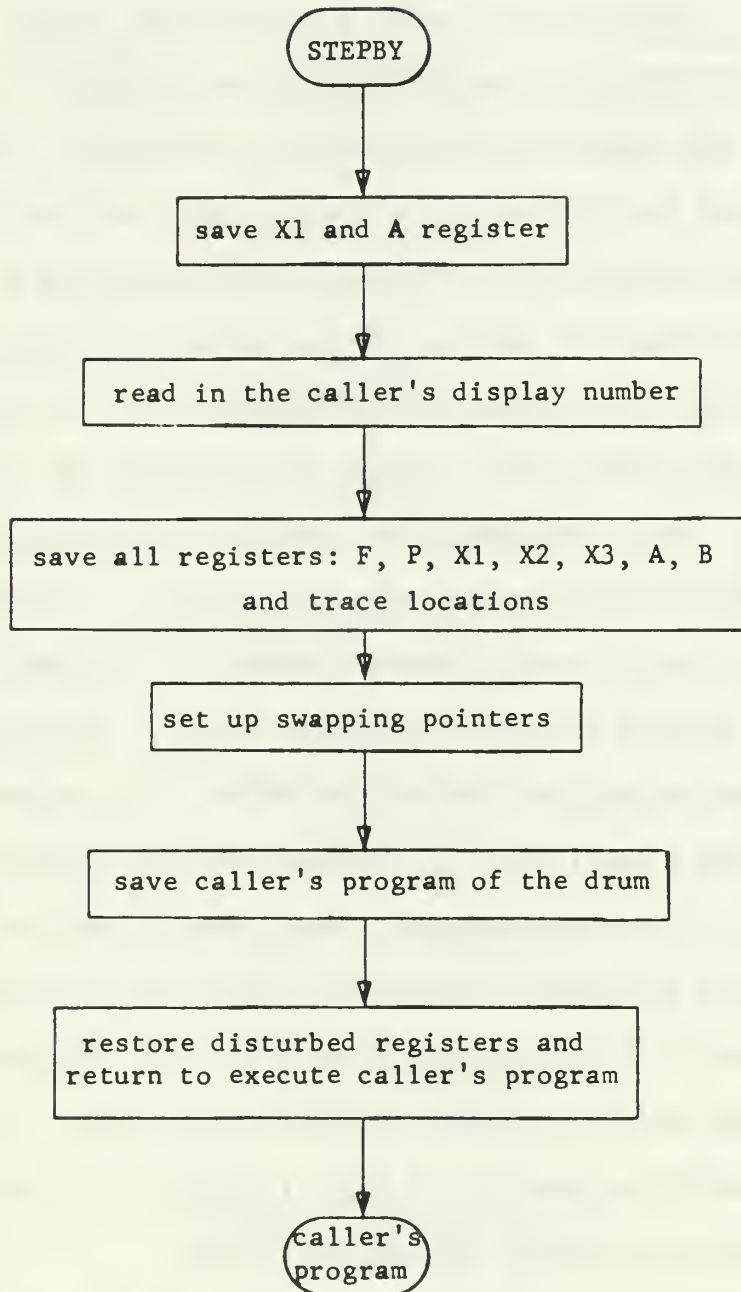 STEPBY
save X1 and A register
read in the caller's display number
save all registers: F, P, X1, X2, X3, A, B
and trace locations
set up swapping pointers
save caller's program of the drum
restore disturbed registers and
return to execute caller's program
caller's
program